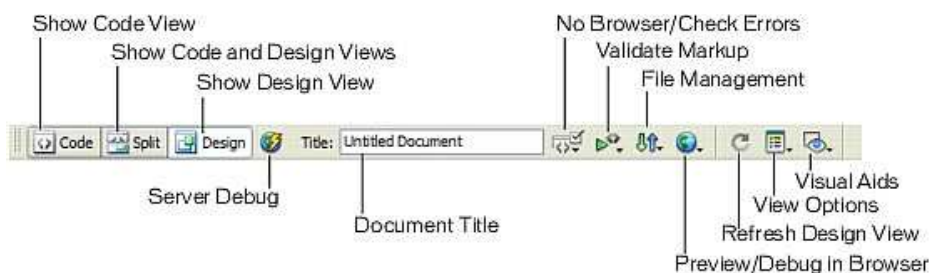 Show Code View
No Browser/Check Errors
Show Code and Design Views
Validate Markup
Show Design View
File Management
Code Split Design Title: Untitled Document
Server Debug
Visual Aids
Document Title
View Options
Refresh Design View
Preview/Debug in Browser